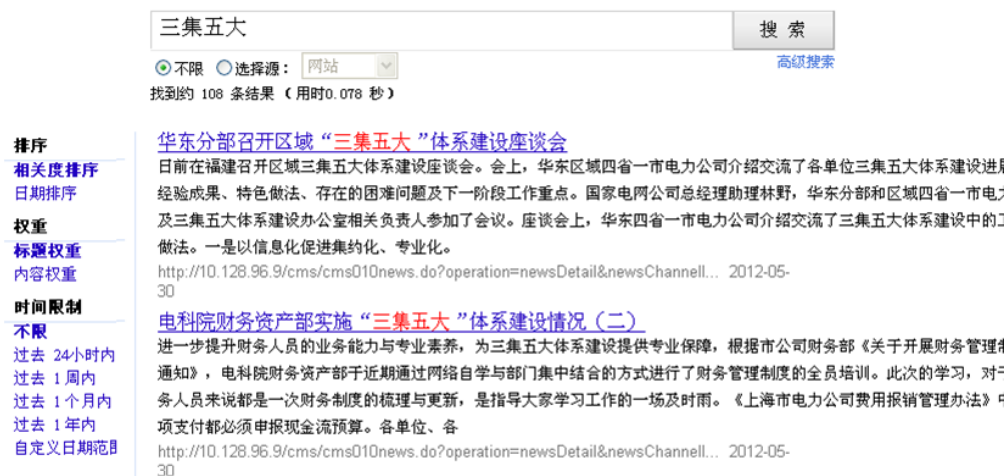 三集五大
搜 索
不限 选择源： 网站
高级搜索
找到约 108 条结果 （用时0.078 秒）
排序
相关度排序
日期排序
权重
标题权重
内容权重
时间限制
不限
过去 24小时内
过去 1周内
过去 1个月内
过去 1年内
自定义日期范
华东分部召开区域“三集五大 ”体系建设座谈会
日前在福建召开区域三集五大体系建设座谈会。会上，华东区域四省一市电力公司介绍交流了各单位三集五大体系建设进
经验成果、特色做法、存在的困难问题及下一阶段工作重点。国家电网公司总经理助理林野，华东分部和区域四省一市电
及三集五大体系建设办公室相关负责人参加了会议。座谈会上，华东四省一市电力公司介绍交流了三集五大体系建设中的
做法。一是以信息化促进集约化、专业化。
http://10.128.96.9/cms/cms010news.do?operation=newsDetail&newsChannelI... 2012-05-
30
电科院财务资产部实施“三集五大 ”体系建设情况（二）
进一步提升财务人员的业务能力与专业素养，为三集五大体系建设提供专业保障，根据市公司财务部《关于开展财务管理
通知》，电科院财务资产部于近期通过网络自学与部门集中结合的方式进行了财务管理制度的全员培训。此次的学习，对
务人员来说都是一次财务制度的梳理与更新，是指导大家学习工作的一场及时雨。《上海市电力公司费用报销管理办法》
项支付都必须申报现金流预算。各单位、各
http://10.128.96.9/cms/cms010news.do?operation=newsDetail&newsChannelI... 2012-05-
30